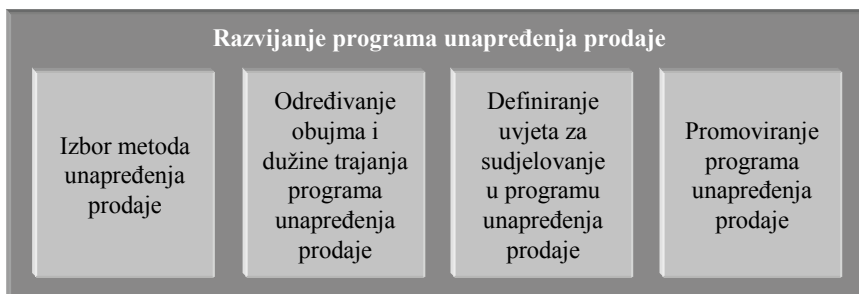 Razvijanje programa unapređenja prodaje
Izbor metoda
unapređenja
prodaje
Određivanje
obujma i
dužine trajanja
programa
unapređenja
prodaje
Definiranje
uvjeta za
sudjelovanje
u programu
unapređenja
prodaje
Promoviranje
programa
unapređenja
prodaje